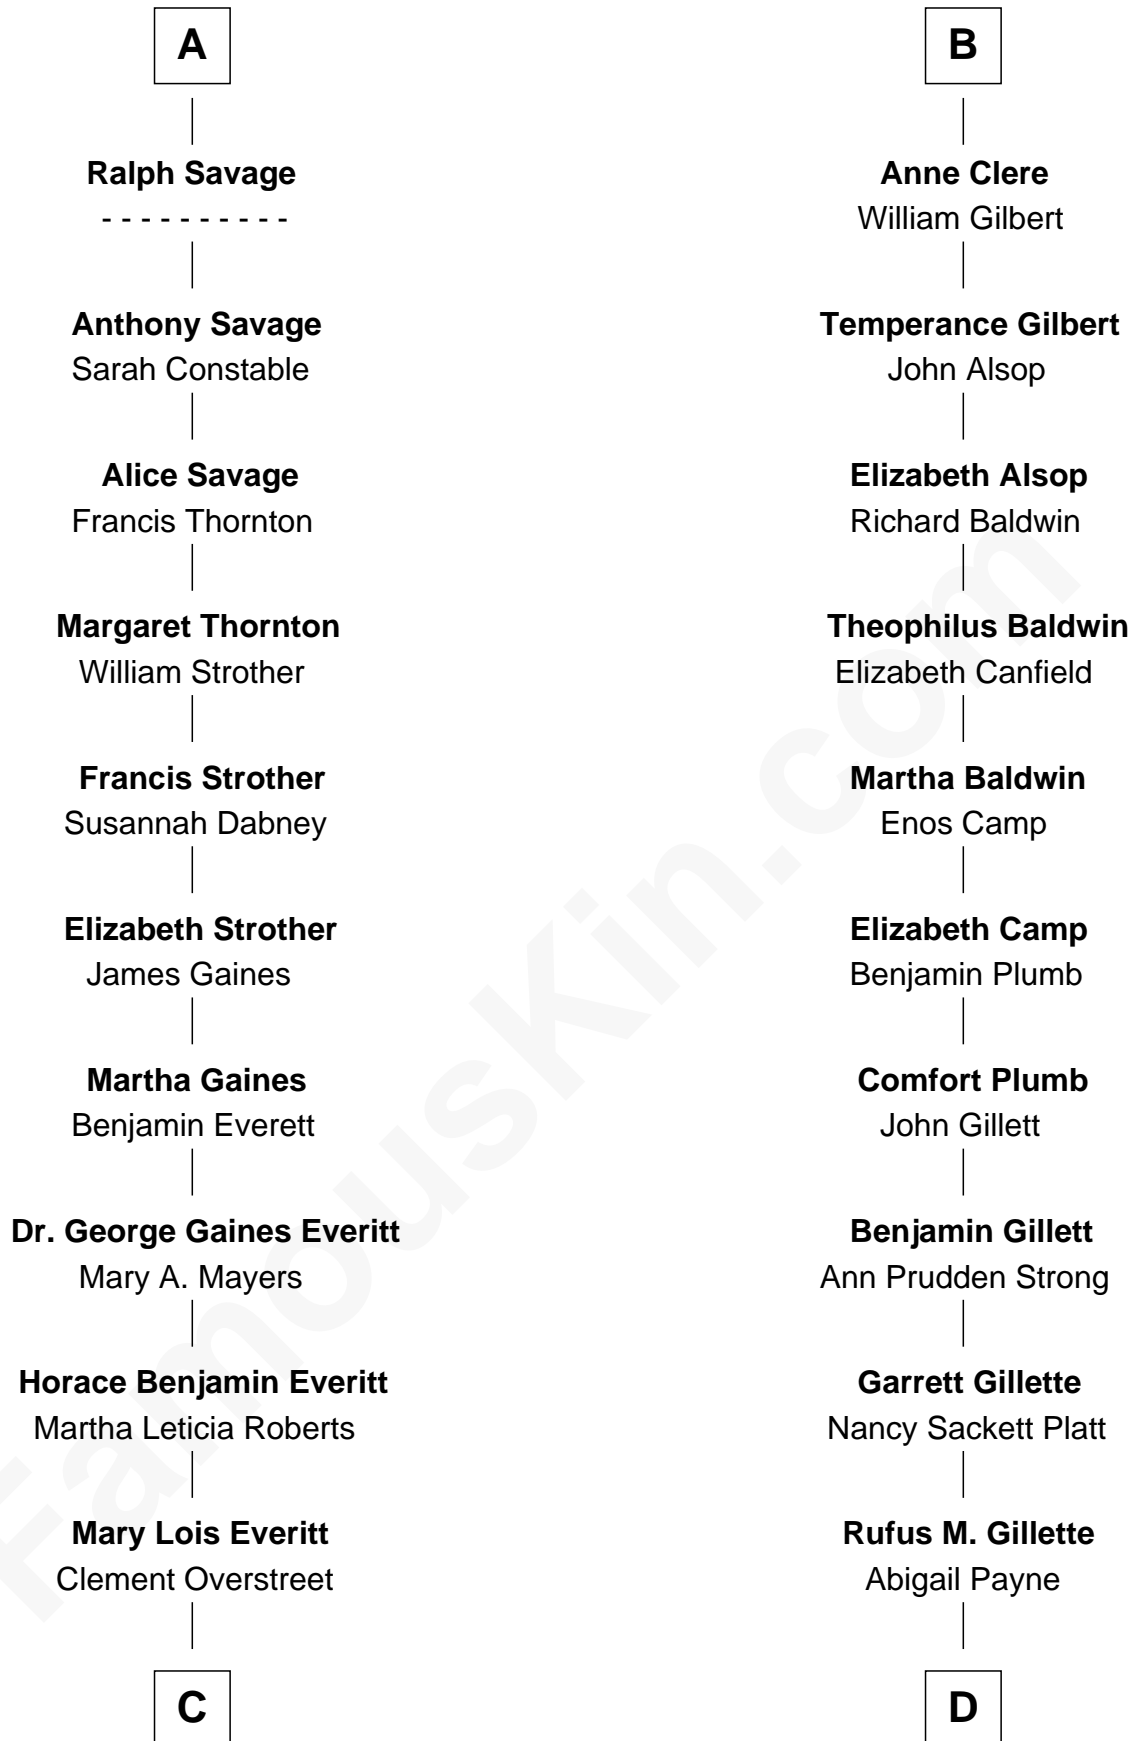 A
Ralph Savage
- - - - - - - - - -
Anthony Savage
Sarah Constable
Alice Savage
Francis Thornton
Margaret Thornton
William Strother
Francis Strother
Susannah Dabney
Elizabeth Strother
James Gaines
Martha Gaines
Benjamin Everett
Dr. George Gaines Everitt
Mary A. Mayers
Horace Benjamin Everitt
Martha Leticia Roberts
Mary Lois Everitt
Clement Overstreet
C
B
Anne Clere
William Gilbert
Temperance Gilbert
John Alsop
Elizabeth Alsop
Richard Baldwin
Theophilus Baldwin
Elizabeth Canfield
Martha Baldwin
Enos Camp
Elizabeth Camp
Benjamin Plumb
Comfort Plumb
John Gillett
Benjamin Gillett
Ann Prudden Strong
Garrett Gillette
Nancy Sackett Platt
Rufus M. Gillette
Abigail Payne
D
FamousKin.com